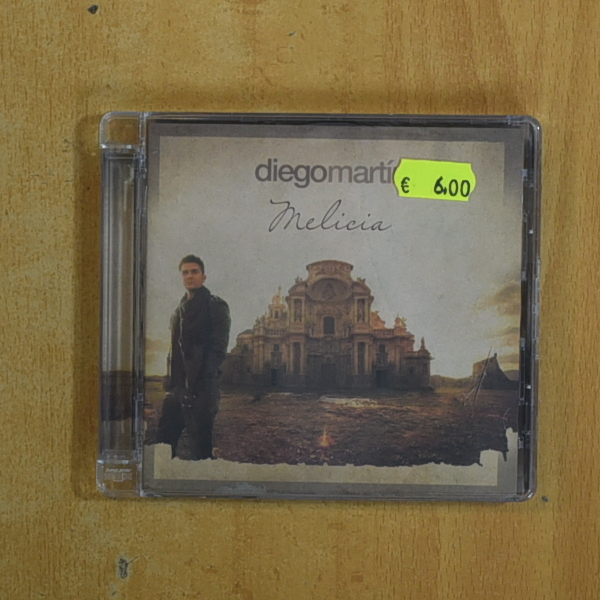 diegomartí
€ 6.00
Melicia